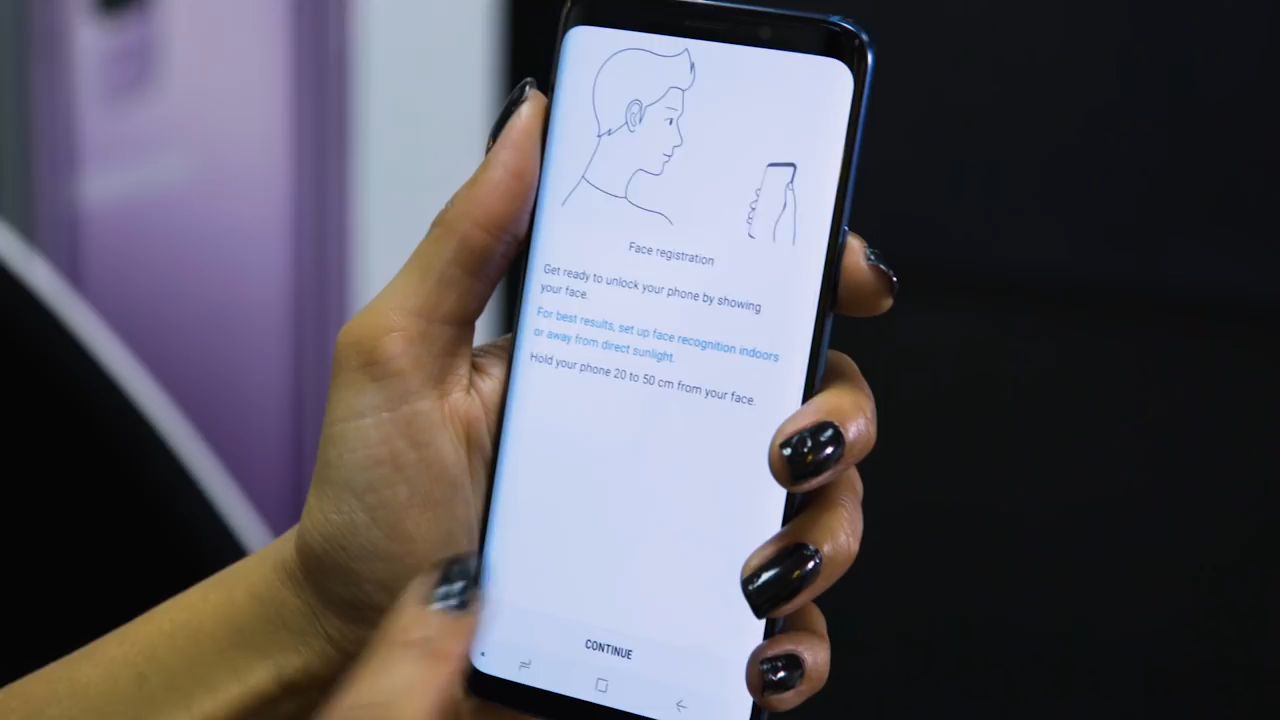 Face registration
Get ready to unlock your phone by showing
your face.
For best results, set up face recognition indoors
or away from direct sunlight.
Hold your phone 20 to 50 cm from your face.
CONTINUE